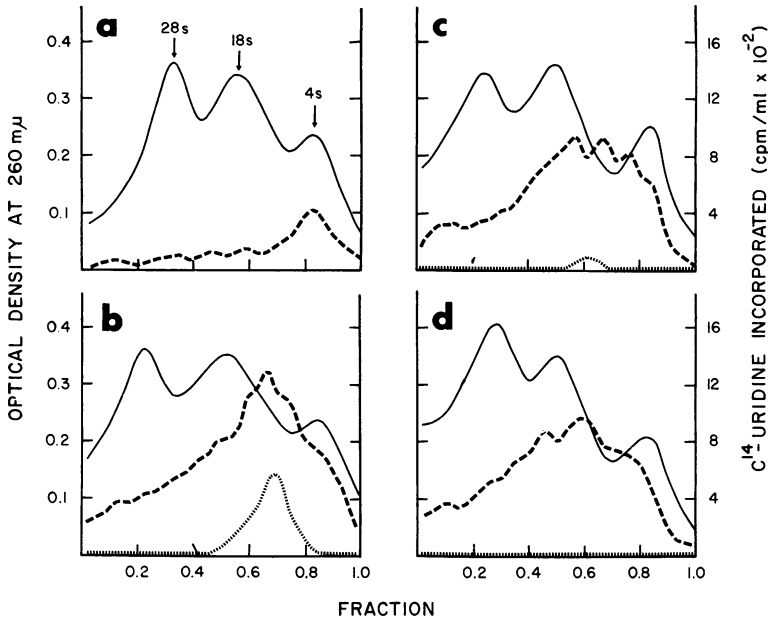 a
28s
18s
4s
0.4
0.3
0.2
0.1
c
16
12
8
4
b
0.4
0.3
0.2
0.1
0.2
0.4
0.6
0.8
1.0
d
16
12
8
4
0.2
0.4
0.6
0.8
1.0
OPTICAL DENSITY AT 260 mµ
C¹⁴-URIDINE INCORPORATED (cpm/ml x 10⁻²)
FRACTION